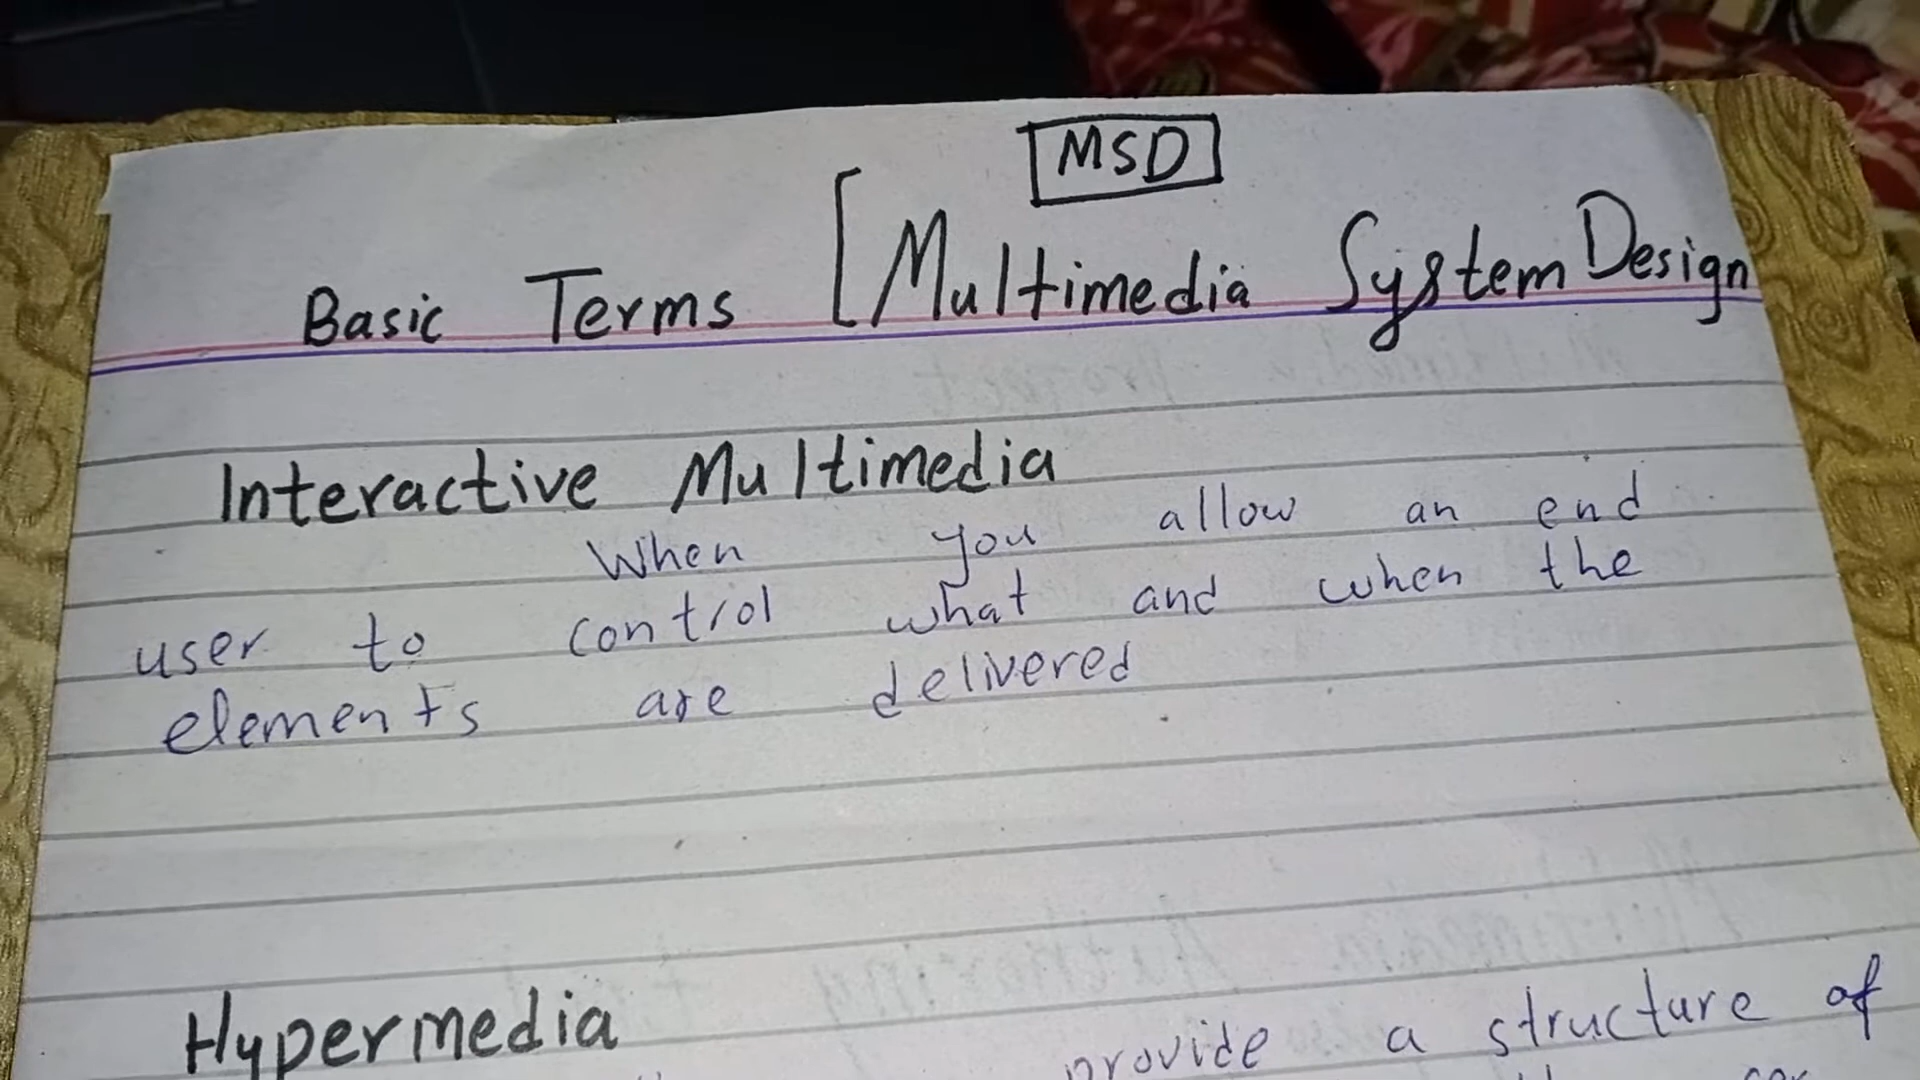 MSD
Basic Terms [Multimedia System Design
Interactive Multimedia
When you allow an end
user to control what and when the
elements are delivered
Hypermedia
provide a structure of